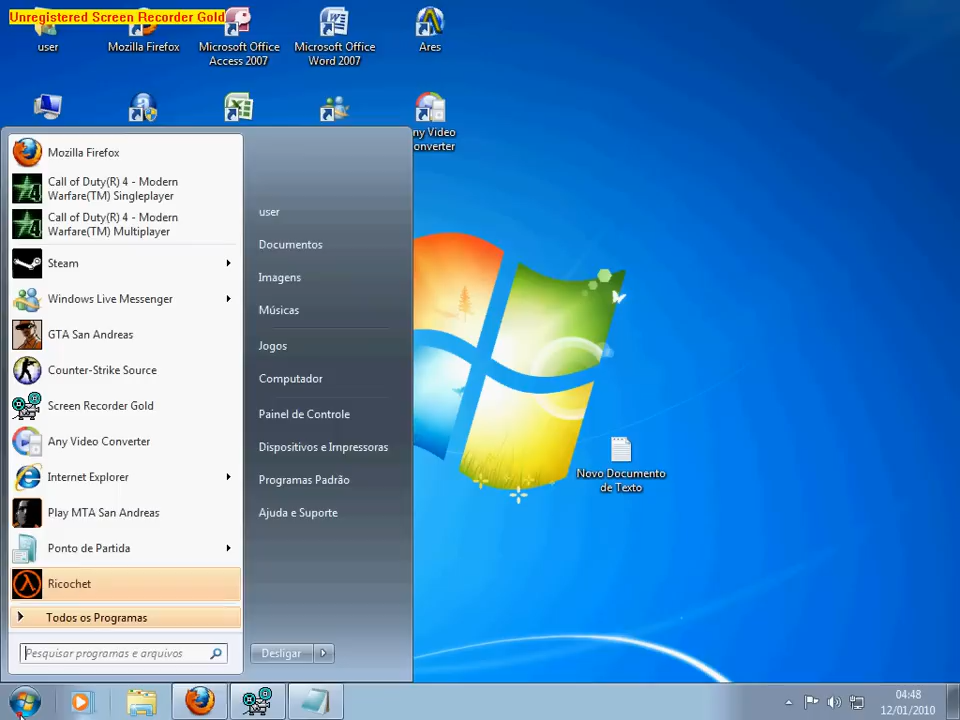 Unregistered Screen Recorder Gold
user
Mozilla Firefox
Microsoft Office
Access 2007
Microsoft Office
Word 2007
Ares
ny Video
onverter
Mozilla Firefox
Call of Duty(R) 4 - Modern
Warfare(TM) Singleplayer
Call of Duty(R) 4 - Modern
Warfare(TM) Multiplayer
Steam
Windows Live Messenger
GTA San Andreas
Counter-Strike Source
Screen Recorder Gold
Any Video Converter
Internet Explorer
Play MTA San Andreas
Ponto de Partida
Ricochet
Todos os Programas
Pesquisar programas e arquivos
user
Documentos
Imagens
Músicas
Jogos
Computador
Painel de Controle
Dispositivos e Impressoras
Programas Padrão
Ajuda e Suporte
Desligar
Novo Documento
de Texto
04:48
12/01/2010